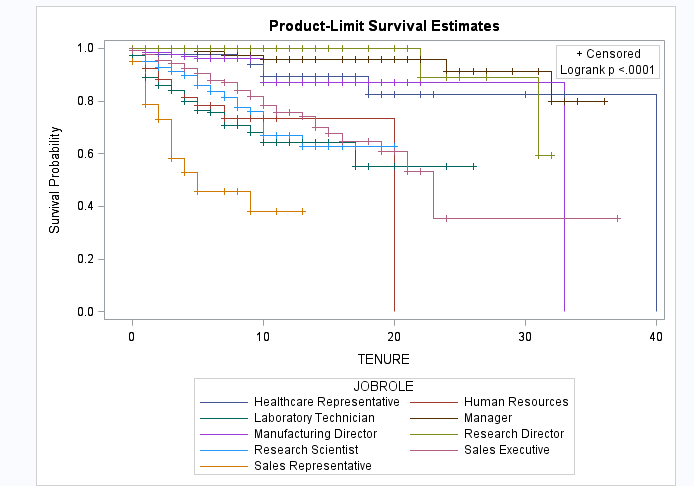 Product-Limit Survival Estimates
+ Censored
Logrank p <.0001
Survival Probability
1.0
0.8
0.6
0.4
0.2
0.0
0 10 20 30 40
TENURE
JOBROLE
Healthcare Representative Human Resources
Laboratory Technician Manager
Manufacturing Director Research Director
Research Scientist Sales Executive
Sales Representative